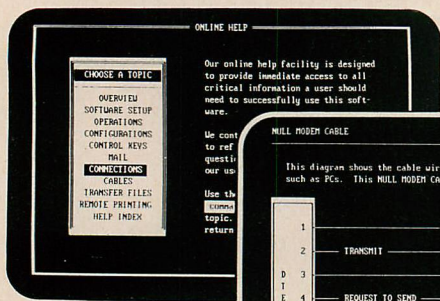 ONLINE HELP
CHOOSE A TOPIC
OVERVIEW
SOFTWARE SETUP
OPERATIONS
CONFIGURATIONS
CONTROL KEYS
MAIL
CONNECTIONS
CABLES
TRANSFER FILES
REMOTE PRINTING
HELP INDEX
Our online help facility is designed
to provide immediate access to all
critical information a user should
need to successfully use this soft-
ware.
We cont
to ref
questi
our us
Use th
COMMA
topic.
return
NULL MODEM CABLE
This diagram shows the cable wir
such as PCs. This NULL MODEM CA
1
2 TRANSMIT
D 3
T
E 4 REQUEST TO SEND